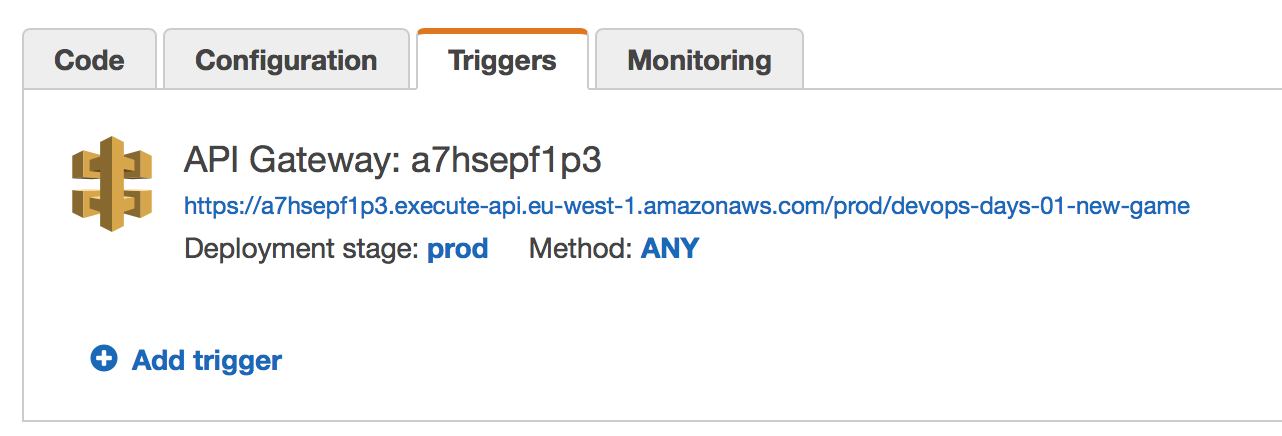 Code Configuration Triggers Monitoring
API Gateway: a7hsepf1p3
https://a7hsepf1p3.execute-api.eu-west-1.amazonaws.com/prod/devops-days-01-new-game
Deployment stage: prod Method: ANY
Add trigger